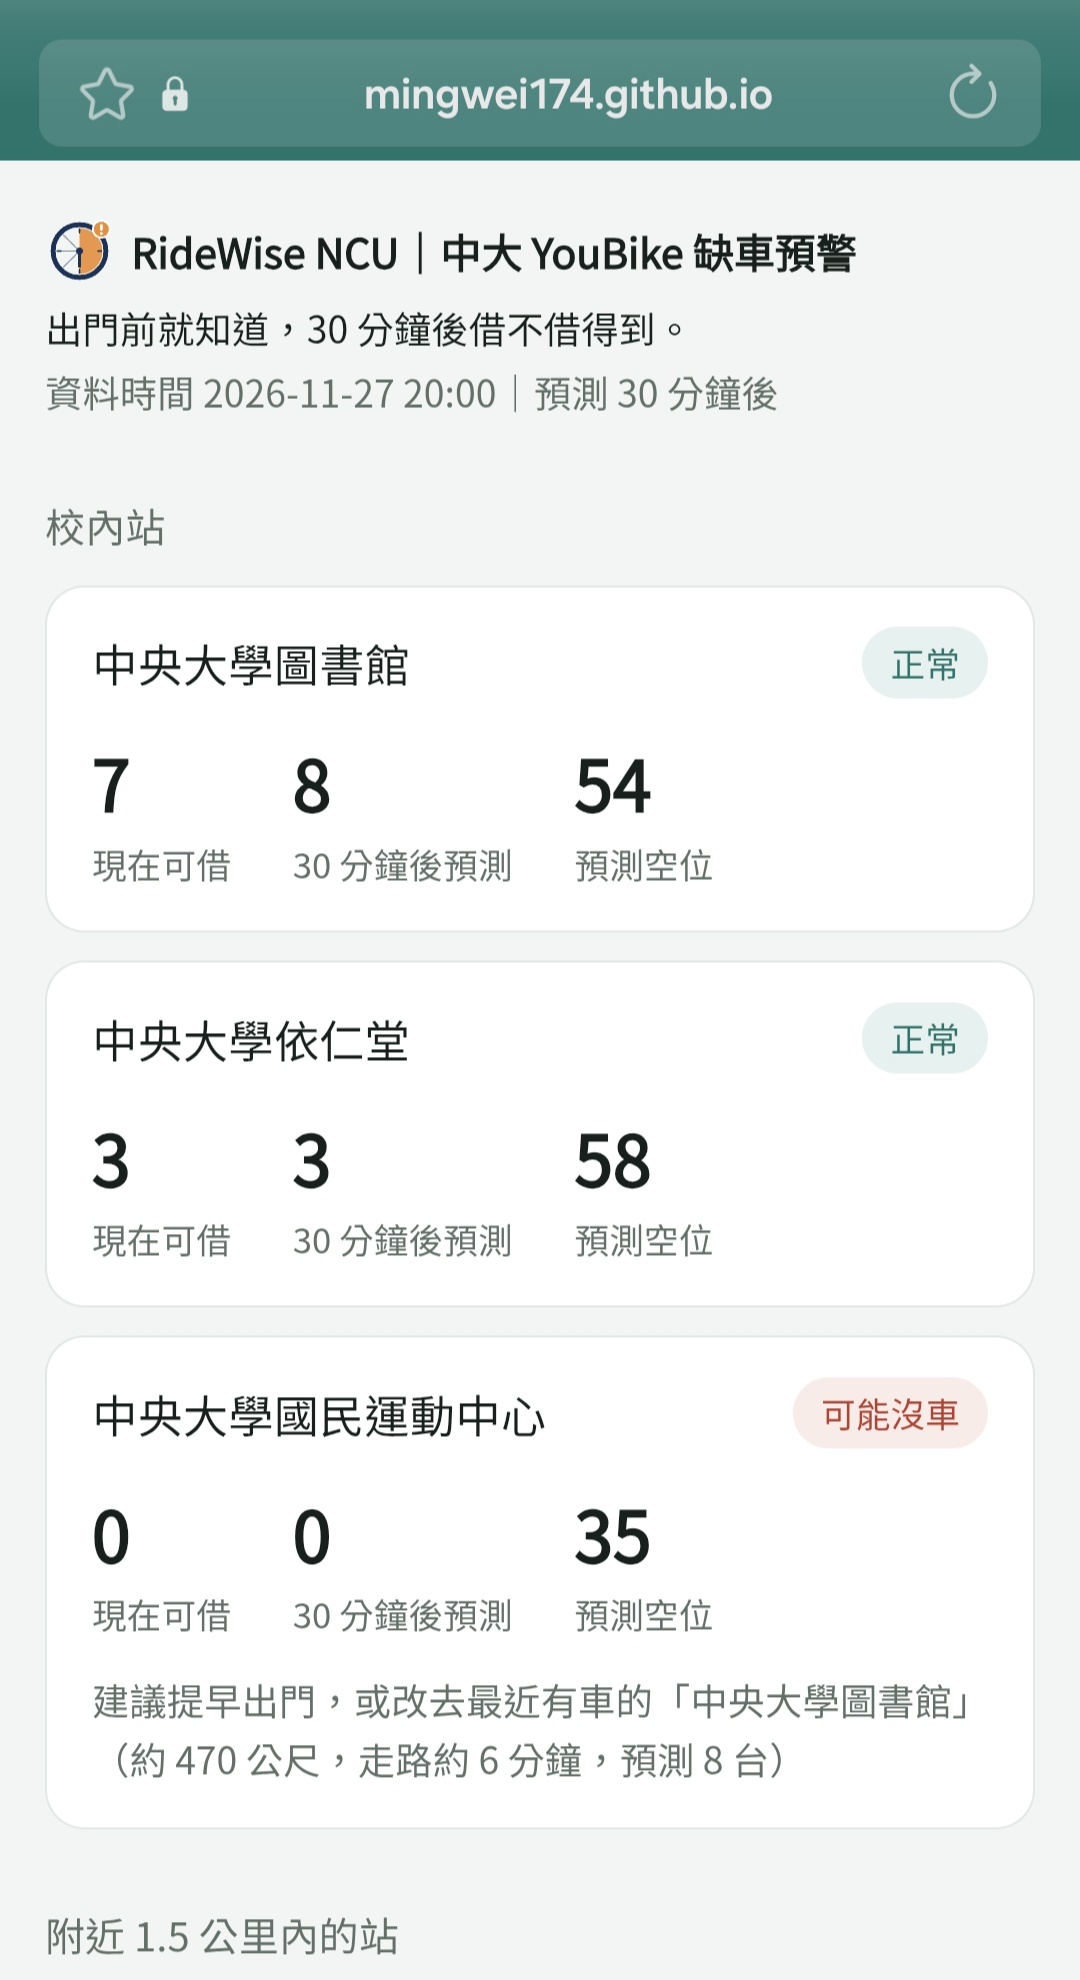 mingwei174.github.io
RideWise NCU｜中大 YouBike 缺車預警
出門前就知道，30 分鐘後借不借得到。
資料時間 2026-11-27 20:00｜預測 30 分鐘後
校內站
中央大學圖書館 正常
7 8 54
現在可借 30 分鐘後預測 預測空位
中央大學依仁堂 正常
3 3 58
現在可借 30 分鐘後預測 預測空位
中央大學國民運動中心 可能沒車
0 0 35
現在可借 30 分鐘後預測 預測空位
建議提早出門，或改去最近有車的「中央大學圖書館」
（約 470 公尺，走路約 6 分鐘，預測 8 台）
附近 1.5 公里內的站